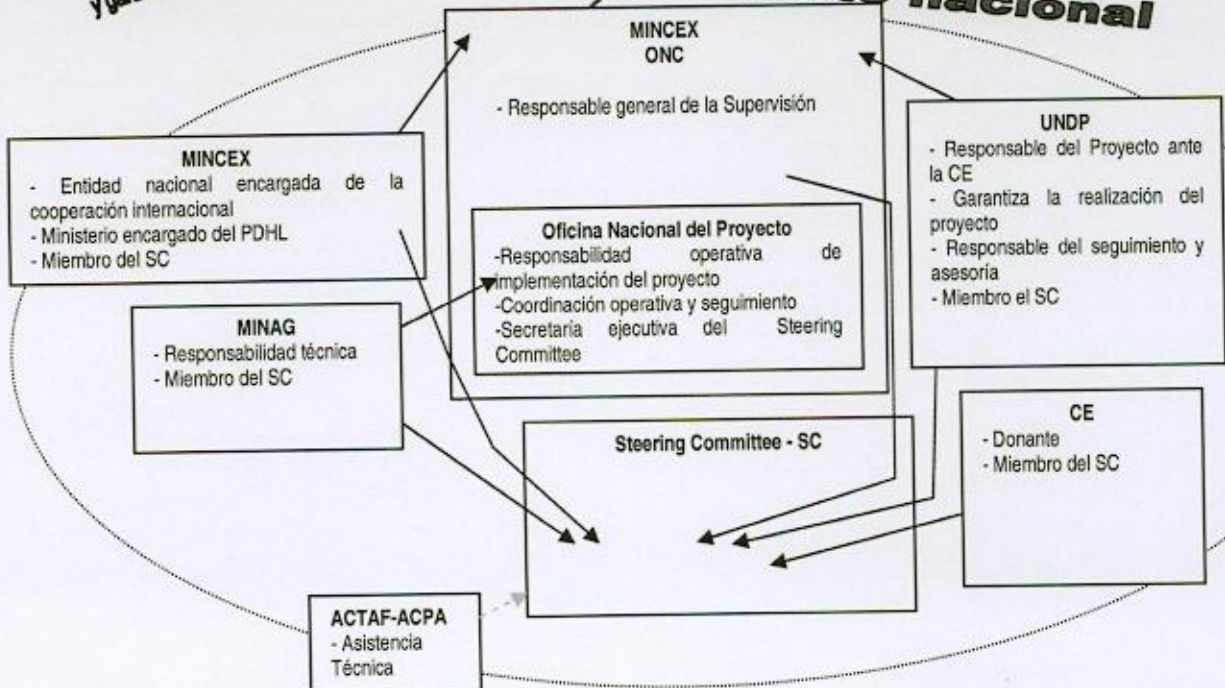 nacional
MINCEX
ONC
- Responsable general de la Supervisión
MINCEX
- Entidad nacional encargada de la
cooperación internacional
- Ministerio encargado del PDHL
- Miembro del SC
UNDP
- Responsable del Proyecto ante
la CE
- Garantiza la realización del
proyecto
- Responsable del seguimiento y
asesoría
- Miembro el SC
Oficina Nacional del Proyecto
-Responsabilidad operativa de
implementación del proyecto
-Coordinación operativa y seguimiento
-Secretaría ejecutiva del Steering
Committee
MINAG
- Responsabilidad técnica
- Miembro del SC
Steering Committee - SC
CE
- Donante
- Miembro del SC
ACTAF-ACPA
- Asistencia
Técnica